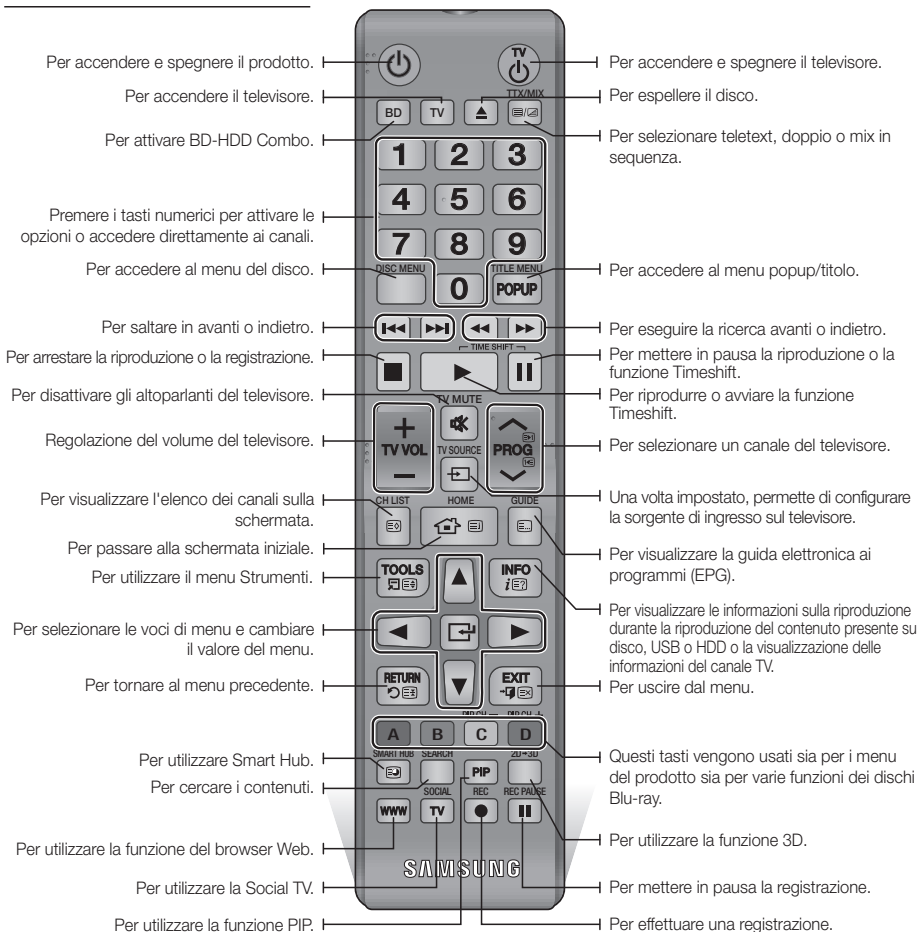 Per accendere e spegnere il prodotto.
Per accendere il televisore.
Per attivare BD-HDD Combo.
Premere i tasti numerici per attivare le
opzioni o accedere direttamente ai canali.
Per accedere al menu del disco.
Per saltare in avanti o indietro.
Per arrestare la riproduzione o la registrazione.
Per disattivare gli altoparlanti del televisore.
Regolazione del volume del televisore.
Per visualizzare l'elenco dei canali sulla
schermata.
Per passare alla schermata iniziale.
Per utilizzare il menu Strumenti.
Per selezionare le voci di menu e cambiare
il valore del menu.
Per tornare al menu precedente.
Per utilizzare Smart Hub.
Per cercare i contenuti.
Per utilizzare la funzione del browser Web.
Per utilizzare la Social TV.
Per utilizzare la funzione PIP.
TV
TTX/MIX
BD TV
1 2 3
4 5 6
7 8 9
DISC MENU TITLE MENU
0 POPUP
TIME SHIFT
TV MUTE
TV VOL PROG
TV SOURCE
CH LIST HOME GUIDE
TOOLS INFO
RETURN EXIT
PIP CH − PIP CH +
A B C D
SMART HUB SEARCH 2D→3D
PIP
SOCIAL REC REC PAUSE
WWW TV
SAMSUNG
Per accendere e spegnere il televisore.
Per espellere il disco.
Per selezionare teletext, doppio o mix in
sequenza.
Per accedere al menu popup/titolo.
Per eseguire la ricerca avanti o indietro.
Per mettere in pausa la riproduzione o la
funzione Timeshift.
Per riprodurre o avviare la funzione
Timeshift.
Per selezionare un canale del televisore.
Una volta impostato, permette di configurare
la sorgente di ingresso sul televisore.
Per visualizzare la guida elettronica ai
programmi (EPG).
Per visualizzare le informazioni sulla riproduzione
durante la riproduzione del contenuto presente su
disco, USB o HDD o la visualizzazione delle
informazioni del canale TV.
Per uscire dal menu.
Questi tasti vengono usati sia per i menu
del prodotto sia per varie funzioni dei dischi
Blu-ray.
Per utilizzare la funzione 3D.
Per mettere in pausa la registrazione.
Per effettuare una registrazione.